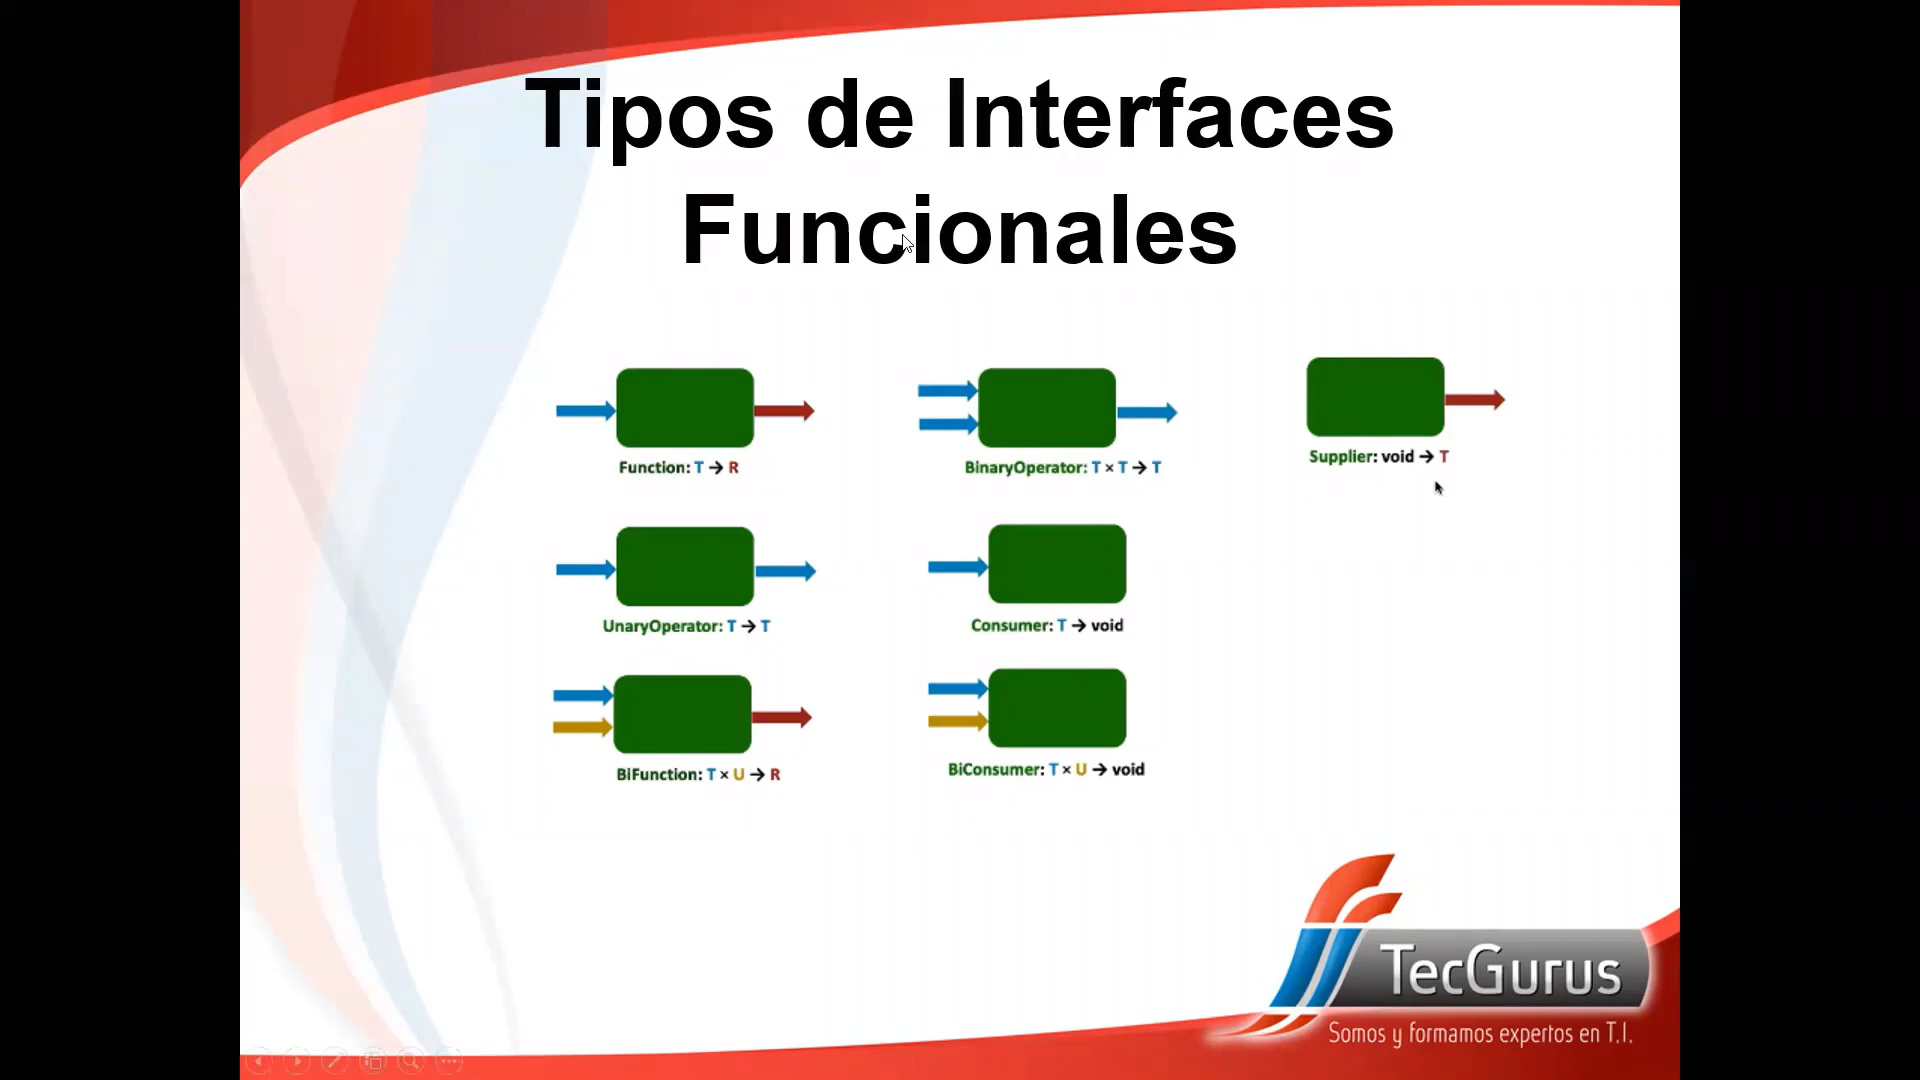 Tipos de Interfaces
Funcionales
Function: T → R
BinaryOperator: T × T → T
Supplier: void → T
UnaryOperator: T → T
Consumer: T → void
BiFunction: T × U → R
BiConsumer: T × U → void
TecGurus
Somos y formamos expertos en T.I.